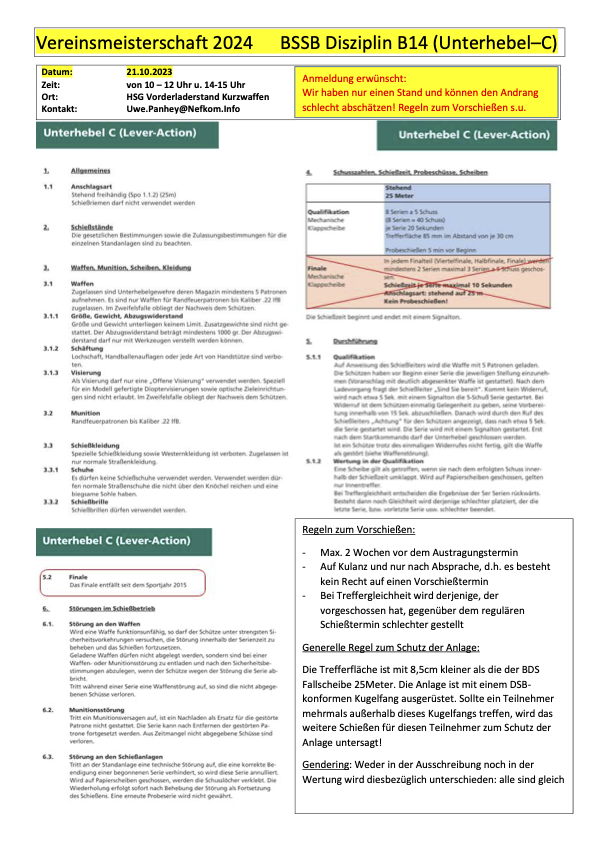 Vereinsmeisterschaft 2024 BSSB Disziplin B14 (Unterhebel–C)
Datum: 21.10.2023
Zeit: von 10 – 12 Uhr u. 14-15 Uhr
Ort: HSG Vorderladerstand Kurzwaffen
Kontakt: Uwe.Panhey@Nefkom.Info
Anmeldung erwünscht:
Wir haben nur einen Stand und können den Andrang
schlecht abschätzen! Regeln zum Vorschießen s.u.
Unterhebel C (Lever-Action)
1. Allgemeines
1.1 Anschlagsart
Stehend freihändig (Spo 1.1.2) (25m)
Schießriemen darf nicht verwendet werden
2. Schießstände
Die gesetzlichen Bestimmungen sowie die Zulassungsbestimmungen für die
einzelnen Standanlagen sind zu beachten.
3. Waffen, Munition, Scheiben, Kleidung
3.1 Waffen
Zugelassen sind Unterhebelgewehre deren Magazin mindestens 5 Patronen
aufnehmen. Es sind nur Waffen für Randfeuerpatronen bis Kaliber .22 lfB
zugelassen. Im Zweifelsfalle obliegt der Nachweis dem Schützen.
3.1.1 Größe, Gewicht, Abzugswiderstand
Größe und Gewicht unterliegen keinem Limit. Zusatzgewichte sind nicht ge-
stattet. Der Abzugswiderstand beträgt mindestens 1000 gr. Der Abzugswi-
derstand darf nur mit Werkzeugen verstellt werden können.
3.1.2 Schäftung
Lochschaft, Handballenauflagen oder jede Art von Handstütze sind verbo-
ten.
3.1.3 Visierung
Als Visierung darf nur eine „Offene Visierung" verwendet werden. Speziell
für ein Modell gefertigte Dioptervisierungen sowie optische Zieleinrichtun-
gen sind nicht erlaubt. Im Zweifelsfalle obliegt der Nachweis dem Schützen.
3.2 Munition
Randfeuerpatronen bis Kaliber .22 lfB.
3.3 Schießkleidung
Spezielle Schießkleidung sowie Westernkleidung ist verboten. Zugelassen ist
nur normale Straßenkleidung.
3.3.1 Schuhe
Es dürfen keine Schießschuhe verwendet werden. Verwendet werden dür-
fen normale Straßenschuhe die nicht über den Knöchel reichen und eine
biegsame Sohle haben.
3.3.2 Schießbrille
Schießbrillen dürfen verwendet werden.
Unterhebel C (Lever-Action)
5.2 Finale
Das Finale entfällt seit dem Sportjahr 2015
6. Störungen im Schießbetrieb
6.1. Störung an den Waffen
Wird eine Waffe funktionsunfähig, so darf der Schütze unter strengsten Si-
cherheitsvorkehrungen versuchen, die Störung innerhalb der Serienzeit zu
beheben und das Schießen fortzusetzen.
Geladene Waffen dürfen nicht abgelegt werden, sondern sind bei einer
Waffen- oder Munitionsstörung zu entladen und nach den Sicherheitsbe-
stimmungen abzulegen, wenn der Schütze wegen der Störung die Serie ab-
bricht.
Tritt während einer Serie eine Waffenstörung auf, so sind die nicht abgege-
benen Schüsse verloren.
6.2. Munitionsstörung
Tritt ein Munitionsversagen auf, ist ein Nachladen als Ersatz für die gestörte
Patrone nicht gestattet. Die Serie kann nach Entfernen der gestörten Pa-
trone fortgesetzt werden. Aus Zeitmangel nicht abgegebene Schüsse sind
verloren.
6.3. Störung an den Schießanlagen
Tritt an der Standanlage eine technische Störung auf, die eine korrekte Be-
endigung einer begonnenen Serie verhindert, so wird diese Serie annulliert.
Wird auf Papierscheiben geschossen, werden die Schusslöcher verklebt. Die
Wiederholung erfolgt sofort nach Behebung der Störung als Fortsetzung
des Schießens. Eine erneute Probeserie wird nicht gewährt.
Unterhebel C (Lever-Action)
4. Schusszahlen, Schießzeit, Probeschüsse, Scheiben
Stehend
25 Meter
Qualifikation
Mechanische
Klappscheibe
8 Serien a 5 Schuss
(8 Serien = 40 Schuss)
je Serie 20 Sekunden
Trefferfläche 85 mm im Abstand von je 30 cm
Probeschießen 5 min vor Beginn
Finale
Mechanische
Klappscheibe
In jedem Finalteil (Viertelfinale, Halbfinale, Finale) werden
mindestens 2 Serien maximal 3 Serien a 5 Schuss geschos-
sen.
Schießzeit je Serie maximal 10 Sekunden
Anschlagsart: stehend auf 25 m
Kein Probeschießen!
Die Schießzeit beginnt und endet mit einem Signalton.
5. Durchführung
5.1.1 Qualifikation
Auf Anweisung des Schießleiters wird die Waffe mit 5 Patronen geladen.
Die Schützen haben vor Beginn einer Serie die jeweiligen Stellung einzuneh-
men (Voranschlag mit deutlich abgesenkter Waffe ist gestattet). Nach dem
Ladevorgang fragt der Schießleiter „Sind Sie bereit". Kommt kein Widerruf,
wird nach etwa 5 Sek. mit einem Signalton die 5-Schuß Serie gestartet. Bei
Widerruf ist dem Schützen einmalig Gelegenheit zu geben, seine Vorberei-
tung innerhalb von 15 Sek. abzuschließen. Danach wird durch den Ruf des
Schießleiters „Achtung" für den Schützen angezeigt, dass nach etwa 5 Sek.
die Serie gestartet wird. Die Serie wird mit einem Signalton gestartet. Erst
nach dem Startkommando darf der Unterhebel geschlossen werden.
Ist ein Schütze trotz des einmaligen Widerrufes nicht fertig, gilt die Waffe
als gestört (siehe Waffenstörung).
5.1.2 Wertung in der Qualifikation
Eine Scheibe gilt als getroffen, wenn sie nach dem erfolgten Schuss inner-
halb der Schießzeit umklappt. Wird auf Papierscheiben geschossen, gelten
nur Innentreffer.
Bei Treffergleichheit entscheiden die Ergebnisse der 5er Serien rückwärts.
Besteht dann noch Gleichheit wird derjenige schlechter platziert, der die
letzte Serie, bzw. vorletzte Serie usw. schlechter beendet.
Regeln zum Vorschießen:
- Max. 2 Wochen vor dem Austragungstermin
- Auf Kulanz und nur nach Absprache, d.h. es besteht
kein Recht auf einen Vorschießtermin
- Bei Treffergleichheit wird derjenige, der
vorgeschossen hat, gegenüber dem regulären
Schießtermin schlechter gestellt
Generelle Regel zum Schutz der Anlage:
Die Trefferfläche ist mit 8,5cm kleiner als die der BDS
Fallscheibe 25Meter. Die Anlage ist mit einem DSB-
konformen Kugelfang ausgerüstet. Sollte ein Teilnehmer
mehrmals außerhalb dieses Kugelfangs treffen, wird das
weitere Schießen für diesen Teilnehmer zum Schutz der
Anlage untersagt!
Gendering: Weder in der Ausschreibung noch in der
Wertung wird diesbezüglich unterschieden: alle sind gleich